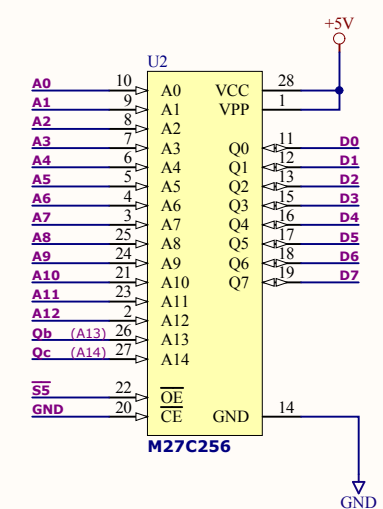 +5V
U2
A0 10 A0 VCC 28
A1 9 A1 VPP 1
A2 8 A2
A3 7 A3 Q0 11 D0
A4 6 A4 Q1 12 D1
A5 5 A5 Q2 13 D2
A6 4 A6 Q3 15 D3
A7 3 A7 Q4 16 D4
A8 25 A8 Q5 17 D5
A9 24 A9 Q6 18 D6
A10 21 A10 Q7 19 D7
A11 23 A11
A12 2 A12
Qb (A13) 26 A13
Qc (A14) 27 A14
S̅5̅ 22 O̅E̅
GND 20 C̅E̅ GND 14
M27C256
GND